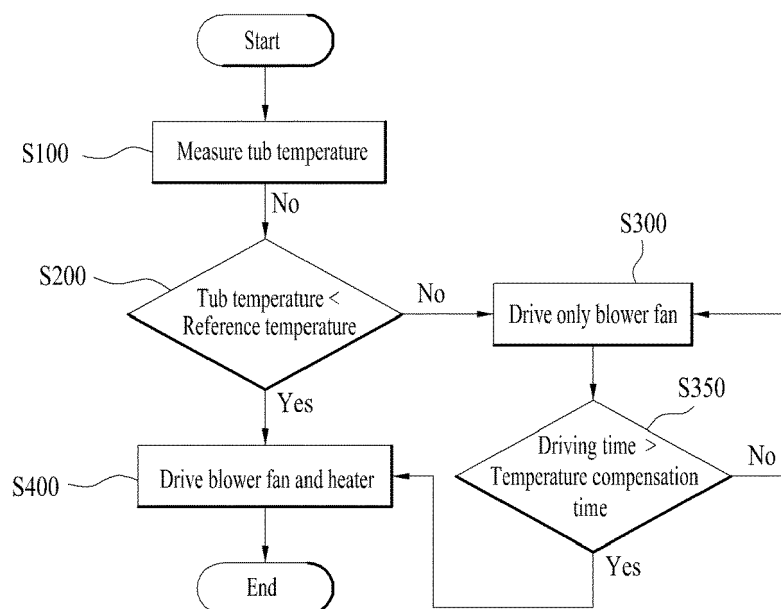 Start
S100
Measure tub temperature
No
S200
Tub temperature <
Reference temperature
No
S300
Drive only blower fan
Yes
S350
Driving time >
Temperature compensation
time
No
S400
Drive blower fan and heater
Yes
End